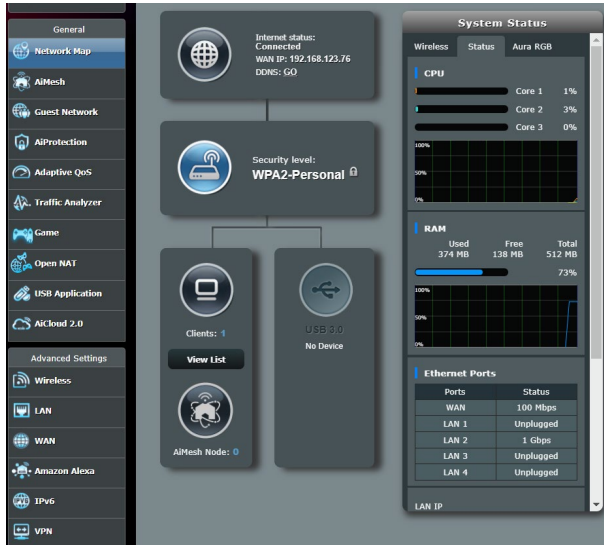 General
Network Map
AiMesh
Guest Network
AiProtection
Adaptive QoS
Traffic Analyzer
Game
Open NAT
USB Application
AiCloud 2.0
Advanced Settings
Wireless
LAN
WAN
Amazon Alexa
IPv6
VPN
Internet status:
Connected
WAN IP: 192.168.123.76
DDNS: GO
Security level:
WPA2-Personal
Clients: 1
View List
AiMesh Node: 0
USB 3.0
No Device
System Status
Wireless Status Aura RGB
CPU
Core 1 1%
Core 2 3%
Core 3 0%
100%
50%
0%
RAM
Used Free Total
374 MB 138 MB 512 MB
73%
100%
50%
0%
Ethernet Ports
Ports Status
WAN 100 Mbps
LAN 1 Unplugged
LAN 2 1 Gbps
LAN 3 Unplugged
LAN 4 Unplugged
LAN IP